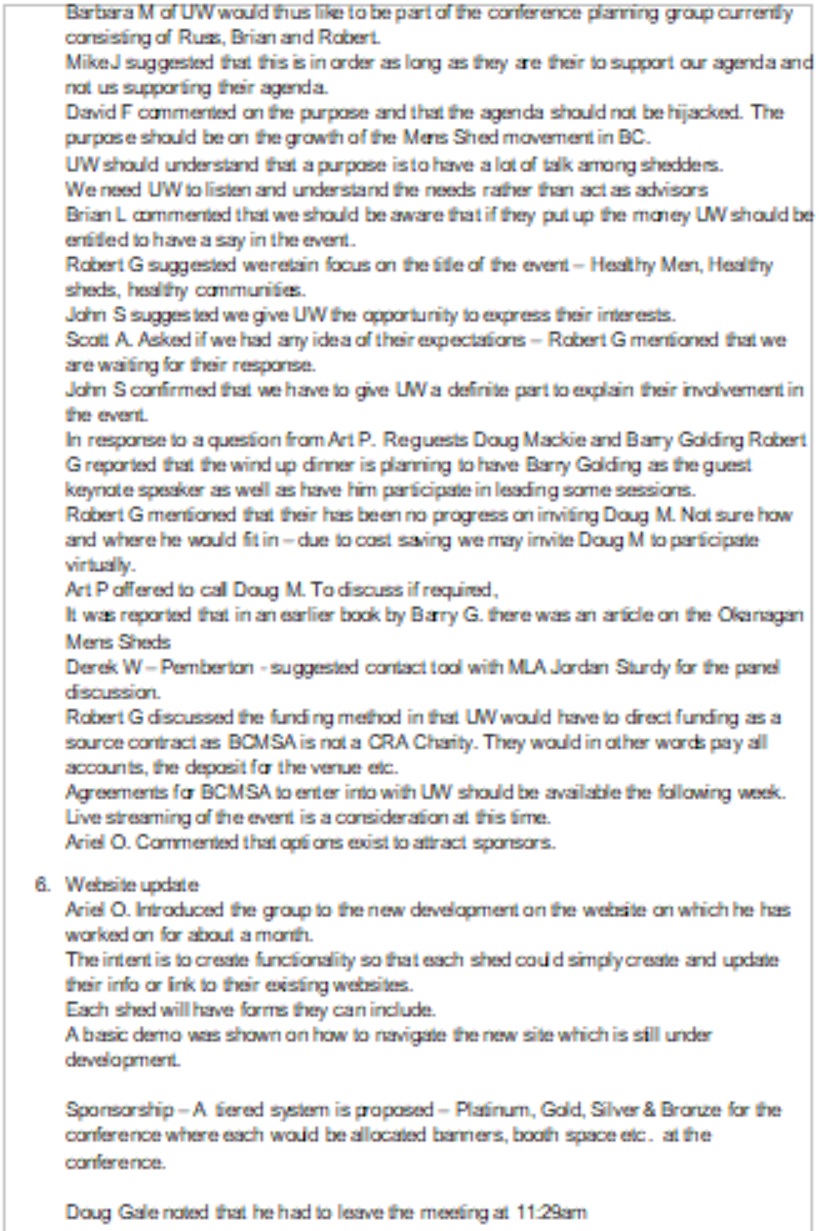 Barbara M of UW would thus like to be part of the conference planning group currently
consisting of Russ, Brian and Robert.
Mike J suggested that this is in order as long as they are their to support our agenda and
not us supporting their agenda.
David F commented on the purpose and that the agenda should not be hijacked. The
purpose should be on the growth of the Mens Shed movement in BC.
UW should understand that a purpose is to have a lot of talk among shedders.
We need UW to listen and understand the needs rather than act as advisors
Brian L commented that we should be aware that if they put up the money UW should be
entitled to have a say in the event.
Robert G suggested we retain focus on the title of the event – Healthy Men, Healthy
sheds, healthy communities.
John S suggested we give UW the opportunity to express their interests.
Scott A. Asked if we had any idea of their expectations – Robert G mentioned that we
are waiting for their response.
John S confirmed that we have to give UW a definite part to explain their involvement in
the event.
In response to a question from Art P. Re guests Doug Mackie and Barry Golding Robert
G reported that the wind up dinner is planning to have Barry Golding as the guest
keynote speaker as well as have him participate in leading some sessions.
Robert G mentioned that their has been no progress on inviting Doug M. Not sure how
and where he would fit in – due to cost saving we may invite Doug M to participate
virtually.
Art P offered to call Doug M. To discuss if required,
It was reported that in an earlier book by Barry G. there was an article on the Okanagan
Mens Sheds
Derek W – Pemberton - suggested contact tool with MLA Jordan Sturdy for the panel
discussion.
Robert G discussed the funding method in that UW would have to direct funding as a
source contract as BCMSA is not a CRA Charity. They would in other words pay all
accounts, the deposit for the venue etc.
Agreements for BCMSA to enter into with UW should be available the following week.
Live streaming of the event is a consideration at this time.
Ariel O. Commented that options exist to attract sponsors.
6. Website update
Ariel O. Introduced the group to the new development on the website on which he has
worked on for about a month.
The intent is to create functionality so that each shed could simply create and update
their info or link to their existing websites.
Each shed will have forms they can include.
A basic demo was shown on how to navigate the new site which is still under
development.
Sponsorship – A tiered system is proposed – Platinum, Gold, Silver & Bronze for the
conference where each would be allocated banners, booth space etc. at the
conference.
Doug Gale noted that he had to leave the meeting at 11:29am